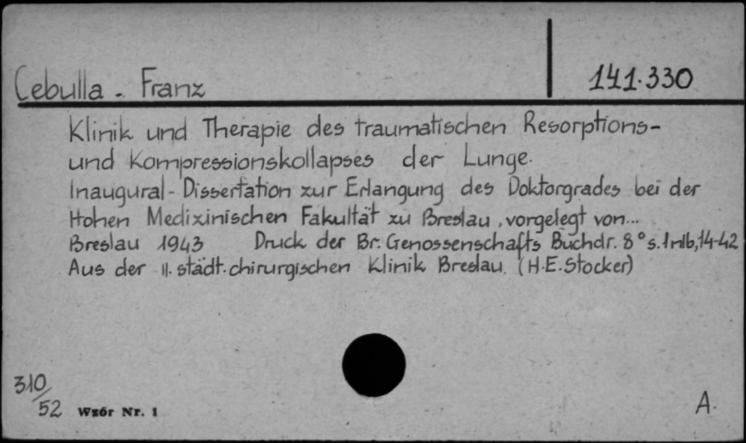 Cebulla - Franz
141.330
Klinik und Therapie des traumatischen Resorptions-
und Kompressionskollapses der Lunge.
Inaugural-Dissertation zur Erlangung des Doktorgrades bei der
Hohen Medizinischen Fakultät zu Breslau, vorgelegt von...
Breslau 1943 Druck der Br. Genossenschafts Buchdr. 8° s. 1nlb, 14-42
Aus der II. städt. chirurgischen Klinik Breslau. (H.E. Stocker)
310/52
Wzór Nr. 1
A.